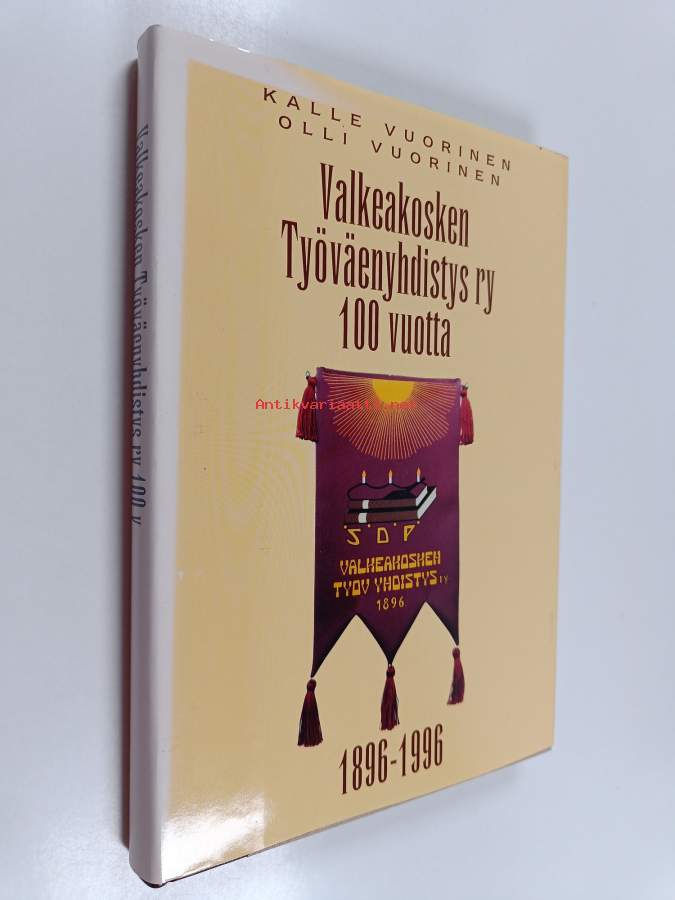 KALLE VUORINEN
OLLI VUORINEN
Valkeakosken
Työväenyhdistys ry
100 vuotta
Antikvariaatti.net
S.D.P.
VALKEAKOSKEN
TYÖV YHDISTYS ry
1896.
1896-1996
Valkeakosken Työväenyhdistys ry 100 v